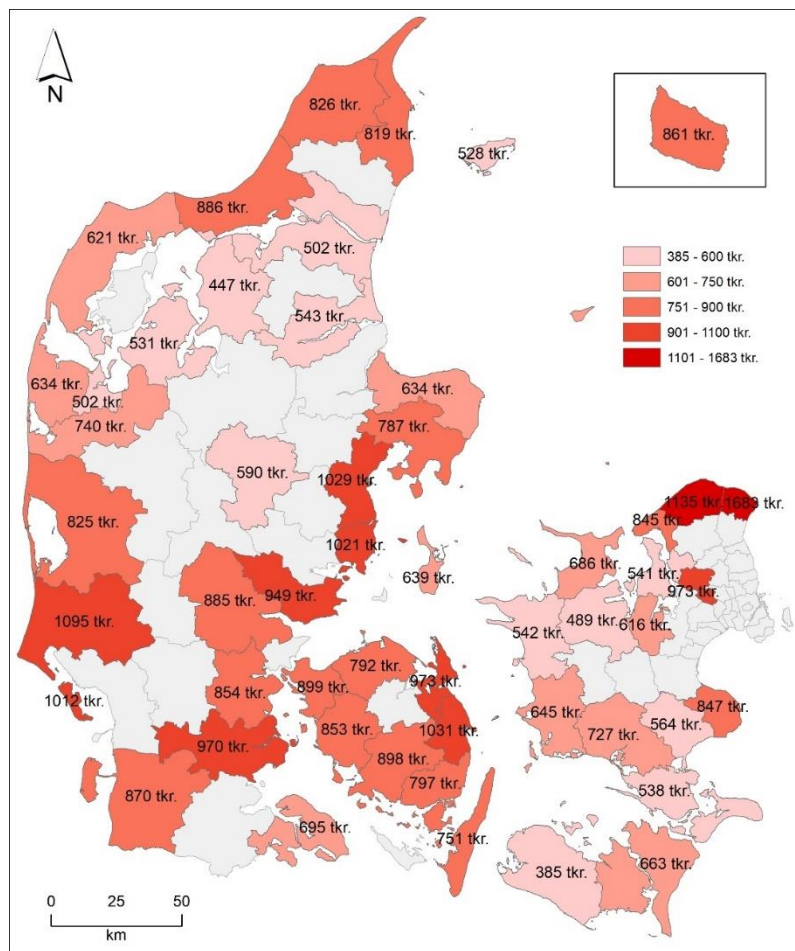 N
826 tkr.
819 tkr.
528 tkr.
861 tkr.
886 tkr.
621 tkr.
502 tkr.
447 tkr.
543 tkr.
531 tkr.
385 - 600 tkr.
601 - 750 tkr.
751 - 900 tkr.
901 - 1100 tkr.
1101 - 1683 tkr.
634 tkr.
502 tkr.
740 tkr.
634 tkr.
787 tkr.
590 tkr.
1029 tkr.
825 tkr.
1021 tkr.
1135 tkr.
1683 tkr.
845 tkr.
686 tkr.
541 tkr.
973 tkr.
639 tkr.
885 tkr.
949 tkr.
489 tkr.
616 tkr.
542 tkr.
1095 tkr.
792 tkr.
973 tkr.
899 tkr.
854 tkr.
1012 tkr.
853 tkr.
1031 tkr.
645 tkr.
727 tkr.
564 tkr.
847 tkr.
970 tkr.
898 tkr.
797 tkr.
870 tkr.
538 tkr.
695 tkr.
751 tkr.
385 tkr.
663 tkr.
0 25 50
km